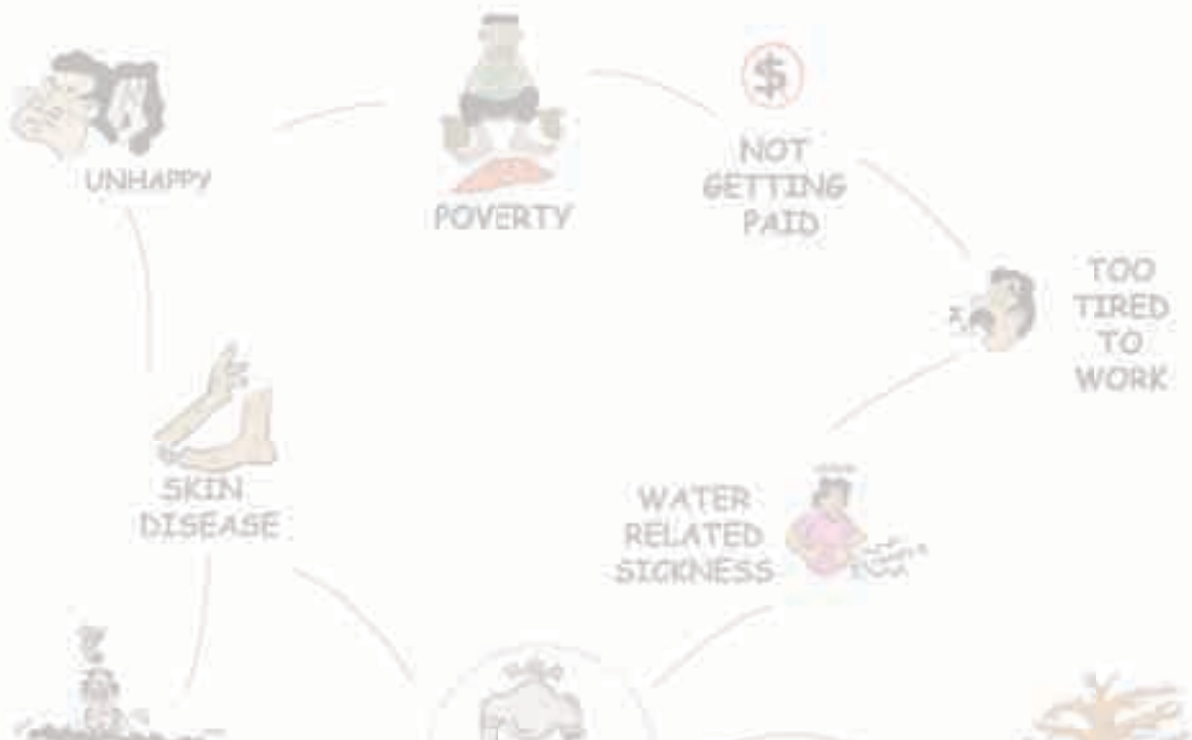 UNHAPPY
POVERTY
$
NOT
GETTING
PAID
TOO
TIRED
TO
WORK
SKIN
DISEASE
WATER
RELATED
SICKNESS